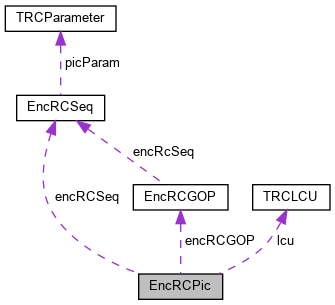 TRCParameter
picParam
EncRCSeq
encRcSeq
encRCSeq
EncRCGOP
TRCLCU
encRCGOP
lcu
EncRCPic